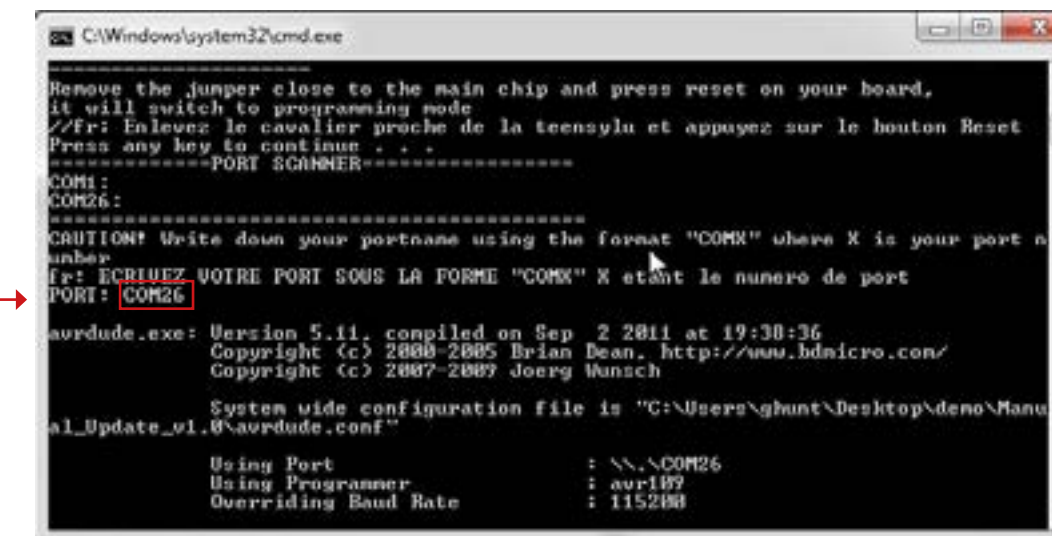 C:\Windows\system32\cmd.exe
----------------------
Remove the jumper close to the main chip and press reset on your board,
it will switch to programming mode
//fr: Enlevez le cavalier proche de la teensylu et appuyez sur le bouton Reset
Press any key to continue . . .
-------------PORT SCANNER-----------------
COM1:
COM26:
===========================================
CAUTION! Write down your portname using the format "COMX" where X is your port n
umber
fr: ECRIVEZ VOTRE PORT SOUS LA FORME "COMX" X etant le numero de port
PORT: COM26
avrdude.exe: Version 5.11, compiled on Sep  2 2011 at 19:38:36
Copyright (c) 2000-2005 Brian Dean, http://www.bdmicro.com/
Copyright (c) 2007-2009 Joerg Wunsch
System wide configuration file is "C:\Users\ghunt\Desktop\demo\Manu
al_Update_v1.0\avrdude.conf"
Using Port : \\.\COM26
Using Programmer : avr109
Overriding Baud Rate : 115200